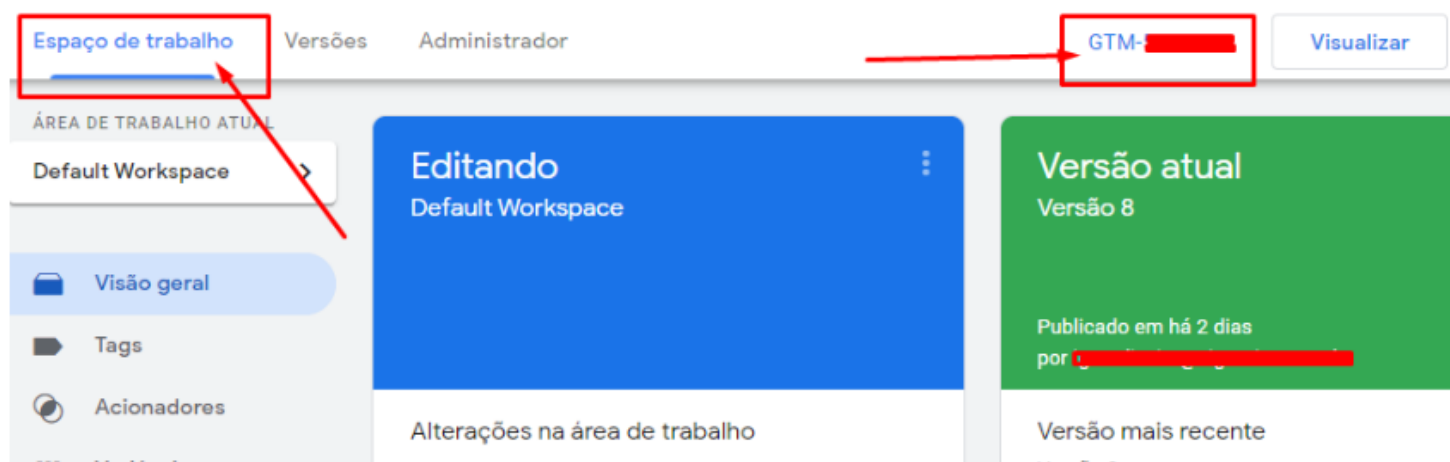 Espaço de trabalho Versões Administrador GTM- Visualizar
ÁREA DE TRABALHO ATUAL
Default Workspace
Editando
Default Workspace
Versão atual
Versão 8
Visão geral
Tags
Acionadores
Publicado em há 2 dias
por
Alterações na área de trabalho
Versão mais recente